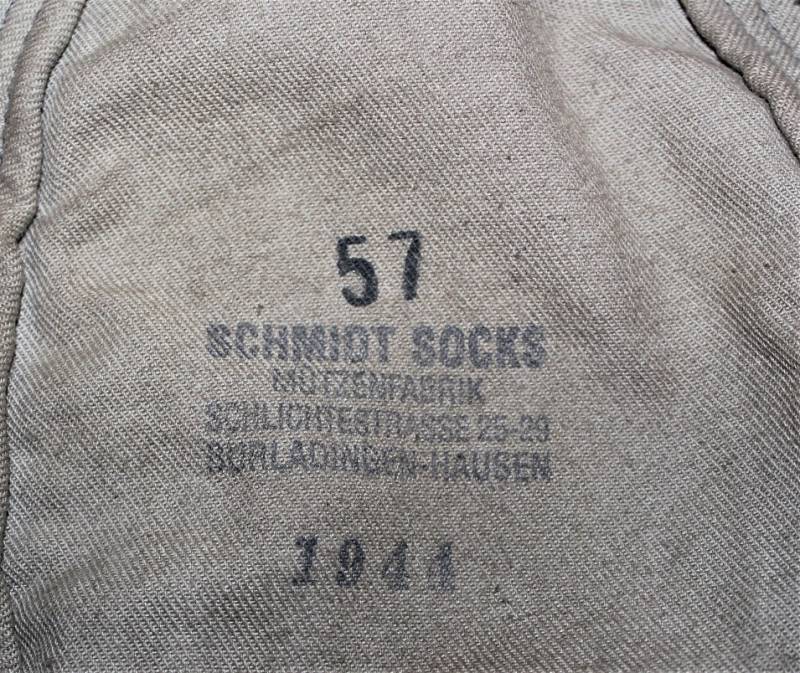 57
SCHMIDT SOCKS
MÜTZENFABRIK
SCHLICHTESTRASSE 25-29
BURLADINGEN-HAUSEN
1944